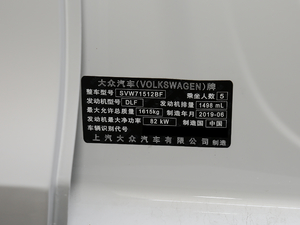 大众汽车(VOLKSWAGEN)牌
整车型号 SVW71512BF 乘坐人数 5
发动机型号 DLF 发动机排量 1498 mL
最大允许总质量 1615kg 制造年月 2019-06
发动机最大净功率 82 kW 制造国 中国
车辆识别代号
上汽大众汽车有限公司 制造